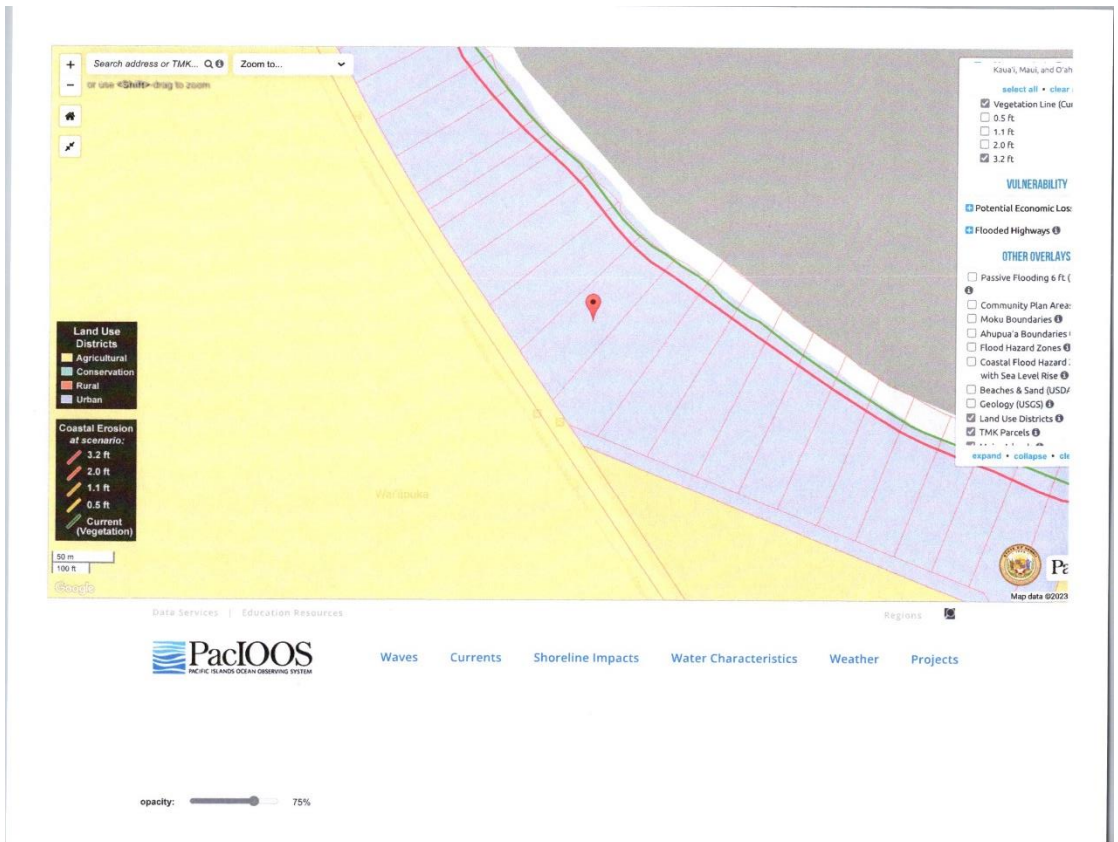 +
Search address or TMK...
Zoom to...
or use <Shift>-drag to zoom
−
Kaua'i, Maui, and O'ah
select all • clear
Vegetation Line (Cur
0.5 ft
1.1 ft
2.0 ft
3.2 ft
VULNERABILITY
Potential Economic Los
Flooded Highways
OTHER OVERLAYS
Passive Flooding 6 ft (
Community Plan Area
Moku Boundaries
Ahupua'a Boundaries
Flood Hazard Zones
Coastal Flood Hazard
with Sea Level Rise
Beaches & Sand (USDA
Geology (USGS)
Land Use Districts
TMK Parcels
expand • collapse • cle
Land Use
Districts
Agricultural
Conservation
Rural
Urban
Coastal Erosion
at scenario:
3.2 ft
2.0 ft
1.1 ft
0.5 ft
Current
(Vegetation)
50 m
100 ft
Google
Pa
Map data ©2023
Data Services | Education Resources
Regions
PacIOOS
PACIFIC ISLANDS OCEAN OBSERVING SYSTEM
Waves
Currents
Shoreline Impacts
Water Characteristics
Weather
Projects
opacity:
75%